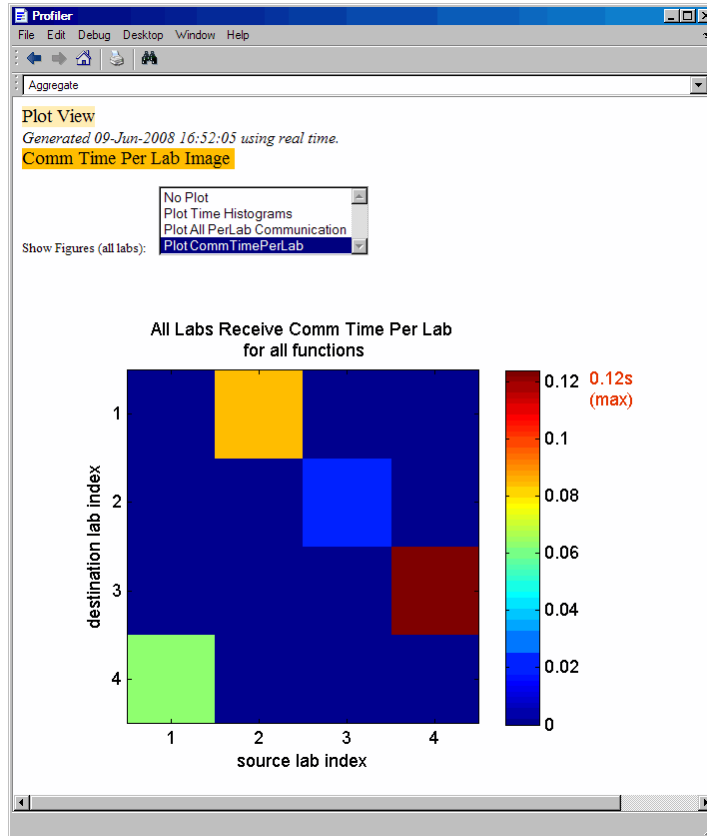 Profiler
File Edit Debug Desktop Window Help
Aggregate
Plot View
Generated 09-Jun-2008 16:52:05 using real time.
Comm Time Per Lab Image
No Plot
Plot Time Histograms
Plot All PerLab Communication
Show Figures (all labs): Plot CommTimePerLab
All Labs Receive Comm Time Per Lab
for all functions
0.12 0.12s
(max)
1
0.1
0.08
destination lab index
2
0.06
3
0.04
0.02
4
0
1 2 3 4
source lab index